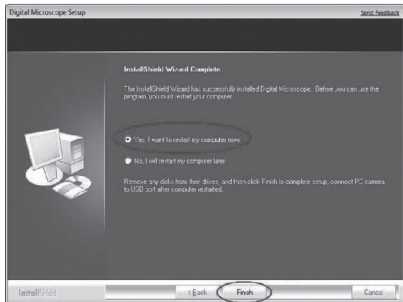 Digital Microscope Setup
Send Feedback
InstallShield Wizard Complete
The InstallShield Wizard has successfully installed Digital Microscope. Before you can use the
program, you must restart your computer.
Yes, I want to restart my computer now.
No, I will restart my computer later.
Remove any disks from their drives, and then click Finish to complete setup, connect PC camera
to USB port after computer restarted.
InstallShield
< Back
Finish
Cancel